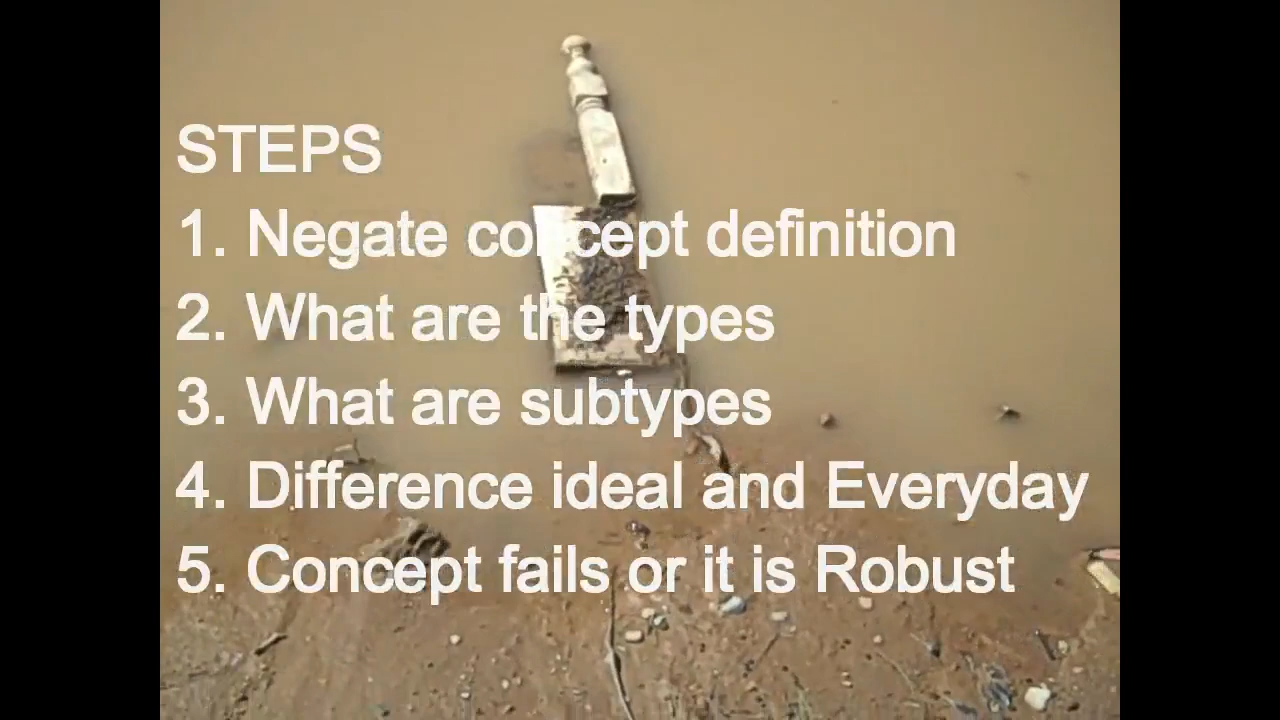 STEPS
1. Negate concept definition
2. What are the types
3. What are subtypes
4. Difference ideal and Everyday
5. Concept fails or it is Robust